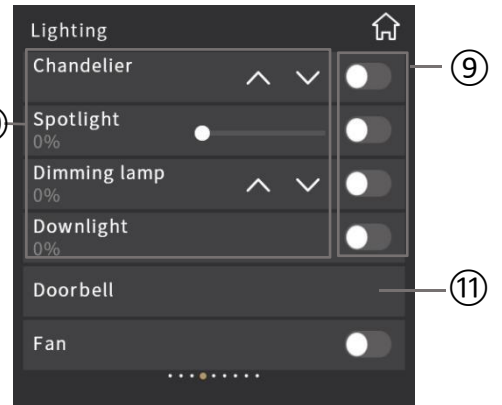 Lighting
Chandelier
⑨
Spotlight
0%
Dimming lamp
0%
Downlight
0%
Doorbell
⑪
Fan